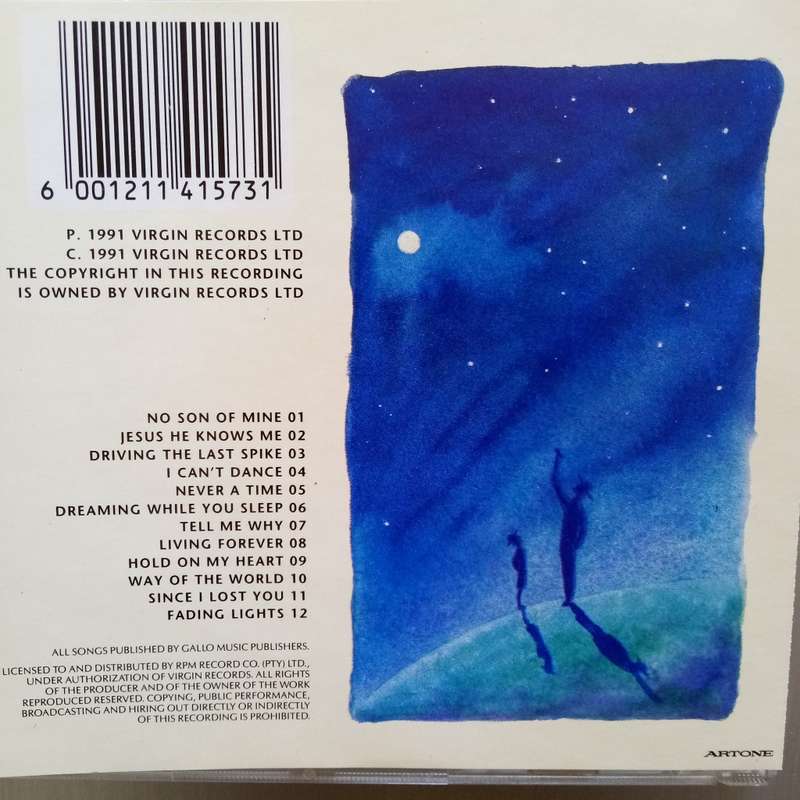 6 001211 415731
P. 1991 VIRGIN RECORDS LTD
C. 1991 VIRGIN RECORDS LTD
THE COPYRIGHT IN THIS RECORDING
IS OWNED BY VIRGIN RECORDS LTD
NO SON OF MINE 01
JESUS HE KNOWS ME 02
DRIVING THE LAST SPIKE 03
I CAN'T DANCE 04
NEVER A TIME 05
DREAMING WHILE YOU SLEEP 06
TELL ME WHY 07
LIVING FOREVER 08
HOLD ON MY HEART 09
WAY OF THE WORLD 10
SINCE I LOST YOU 11
FADING LIGHTS 12
ALL SONGS PUBLISHED BY GALLO MUSIC PUBLISHERS.
LICENSED TO AND DISTRIBUTED BY RPM RECORD CO. (PTY) LTD.,
UNDER AUTHORIZATION OF VIRGIN RECORDS. ALL RIGHTS
OF THE PRODUCER AND OF THE OWNER OF THE WORK
REPRODUCED RESERVED. COPYING, PUBLIC PERFORMANCE,
BROADCASTING AND HIRING OUT DIRECTLY OR INDIRECTLY
OF THIS RECORDING IS PROHIBITED.
ARTONE